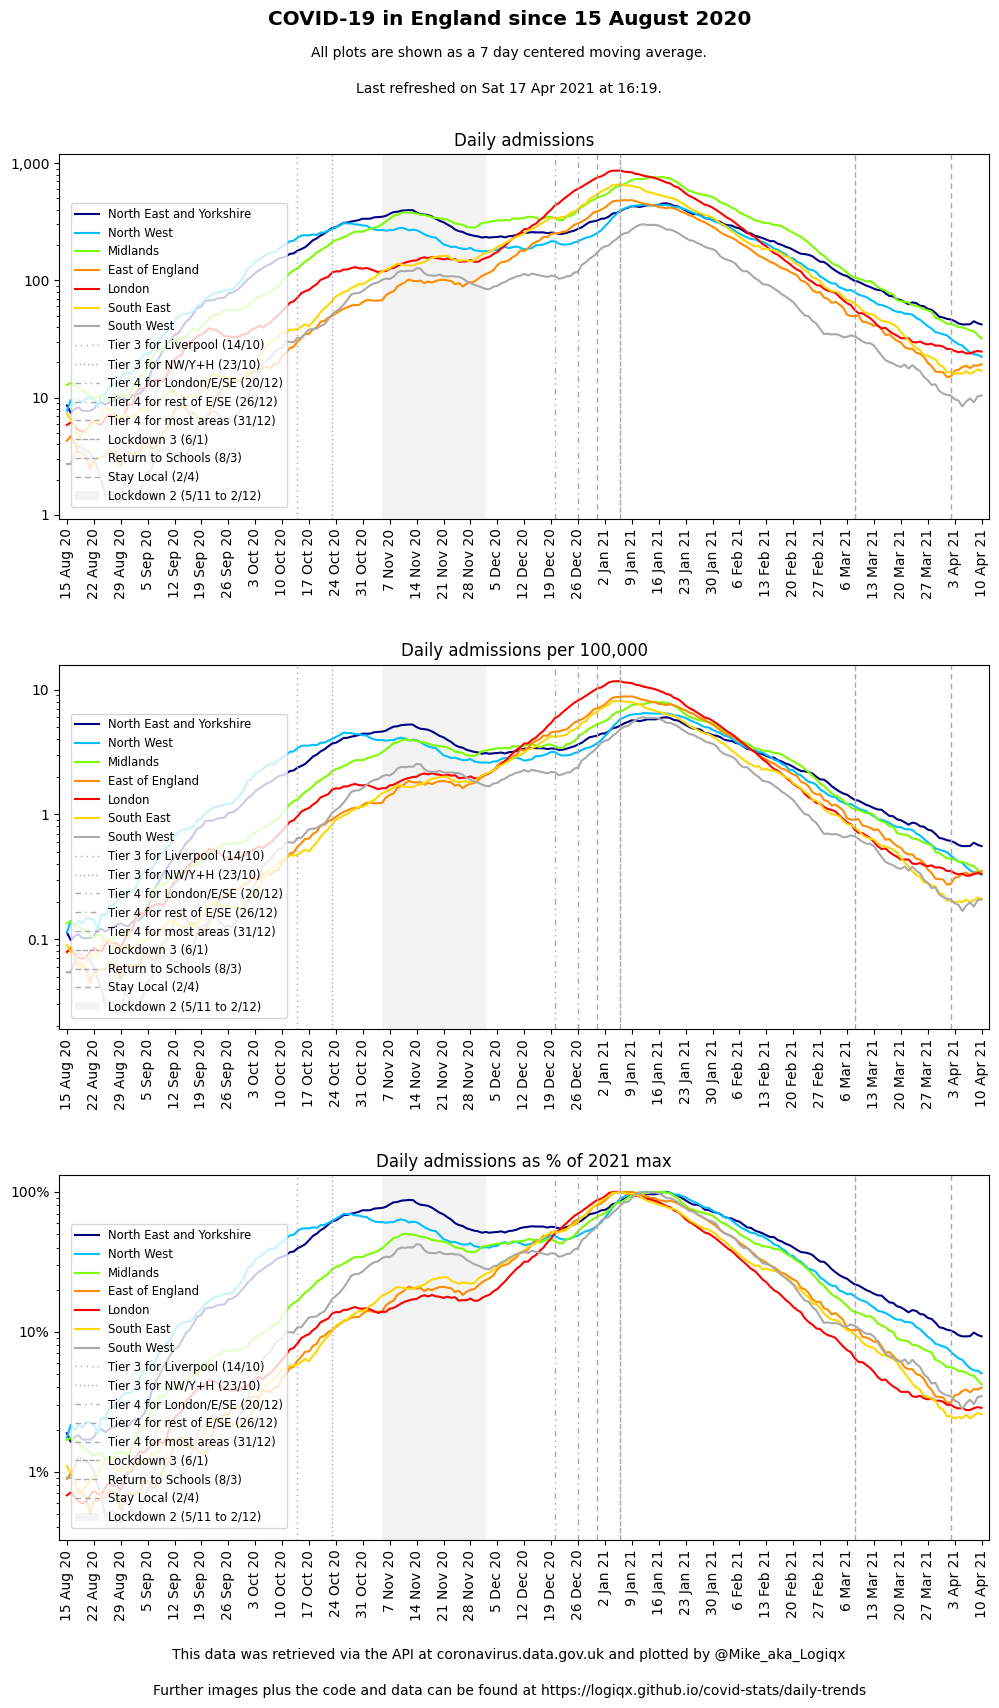 COVID-19 in England since 15 August 2020
All plots are shown as a 7 day centered moving average.
Last refreshed on Sat 17 Apr 2021 at 16:19.
Daily admissions
1,000
100
10
1
North East and Yorkshire
North West
Midlands
East of England
London
South East
South West
Tier 3 for Liverpool (14/10)
Tier 3 for NW/Y+H (23/10)
Tier 4 for London/E/SE (20/12)
Tier 4 for rest of E/SE (26/12)
Tier 4 for most areas (31/12)
Lockdown 3 (6/1)
Return to Schools (8/3)
Stay Local (2/4)
Lockdown 2 (5/11 to 2/12)
15 Aug 20
22 Aug 20
29 Aug 20
5 Sep 20
12 Sep 20
19 Sep 20
26 Sep 20
3 Oct 20
10 Oct 20
17 Oct 20
24 Oct 20
31 Oct 20
7 Nov 20
14 Nov 20
21 Nov 20
28 Nov 20
5 Dec 20
12 Dec 20
19 Dec 20
26 Dec 20
2 Jan 21
9 Jan 21
16 Jan 21
23 Jan 21
30 Jan 21
6 Feb 21
13 Feb 21
20 Feb 21
27 Feb 21
6 Mar 21
13 Mar 21
20 Mar 21
27 Mar 21
3 Apr 21
10 Apr 21
Daily admissions per 100,000
10
1
0.1
North East and Yorkshire
North West
Midlands
East of England
London
South East
South West
Tier 3 for Liverpool (14/10)
Tier 3 for NW/Y+H (23/10)
Tier 4 for London/E/SE (20/12)
Tier 4 for rest of E/SE (26/12)
Tier 4 for most areas (31/12)
Lockdown 3 (6/1)
Return to Schools (8/3)
Stay Local (2/4)
Lockdown 2 (5/11 to 2/12)
15 Aug 20
22 Aug 20
29 Aug 20
5 Sep 20
12 Sep 20
19 Sep 20
26 Sep 20
3 Oct 20
10 Oct 20
17 Oct 20
24 Oct 20
31 Oct 20
7 Nov 20
14 Nov 20
21 Nov 20
28 Nov 20
5 Dec 20
12 Dec 20
19 Dec 20
26 Dec 20
2 Jan 21
9 Jan 21
16 Jan 21
23 Jan 21
30 Jan 21
6 Feb 21
13 Feb 21
20 Feb 21
27 Feb 21
6 Mar 21
13 Mar 21
20 Mar 21
27 Mar 21
3 Apr 21
10 Apr 21
Daily admissions as % of 2021 max
100%
10%
1%
North East and Yorkshire
North West
Midlands
East of England
London
South East
South West
Tier 3 for Liverpool (14/10)
Tier 3 for NW/Y+H (23/10)
Tier 4 for London/E/SE (20/12)
Tier 4 for rest of E/SE (26/12)
Tier 4 for most areas (31/12)
Lockdown 3 (6/1)
Return to Schools (8/3)
Stay Local (2/4)
Lockdown 2 (5/11 to 2/12)
15 Aug 20
22 Aug 20
29 Aug 20
5 Sep 20
12 Sep 20
19 Sep 20
26 Sep 20
3 Oct 20
10 Oct 20
17 Oct 20
24 Oct 20
31 Oct 20
7 Nov 20
14 Nov 20
21 Nov 20
28 Nov 20
5 Dec 20
12 Dec 20
19 Dec 20
26 Dec 20
2 Jan 21
9 Jan 21
16 Jan 21
23 Jan 21
30 Jan 21
6 Feb 21
13 Feb 21
20 Feb 21
27 Feb 21
6 Mar 21
13 Mar 21
20 Mar 21
27 Mar 21
3 Apr 21
10 Apr 21
This data was retrieved via the API at coronavirus.data.gov.uk and plotted by @Mike_aka_Logiqx
Further images plus the code and data can be found at https://logiqx.github.io/covid-stats/daily-trends